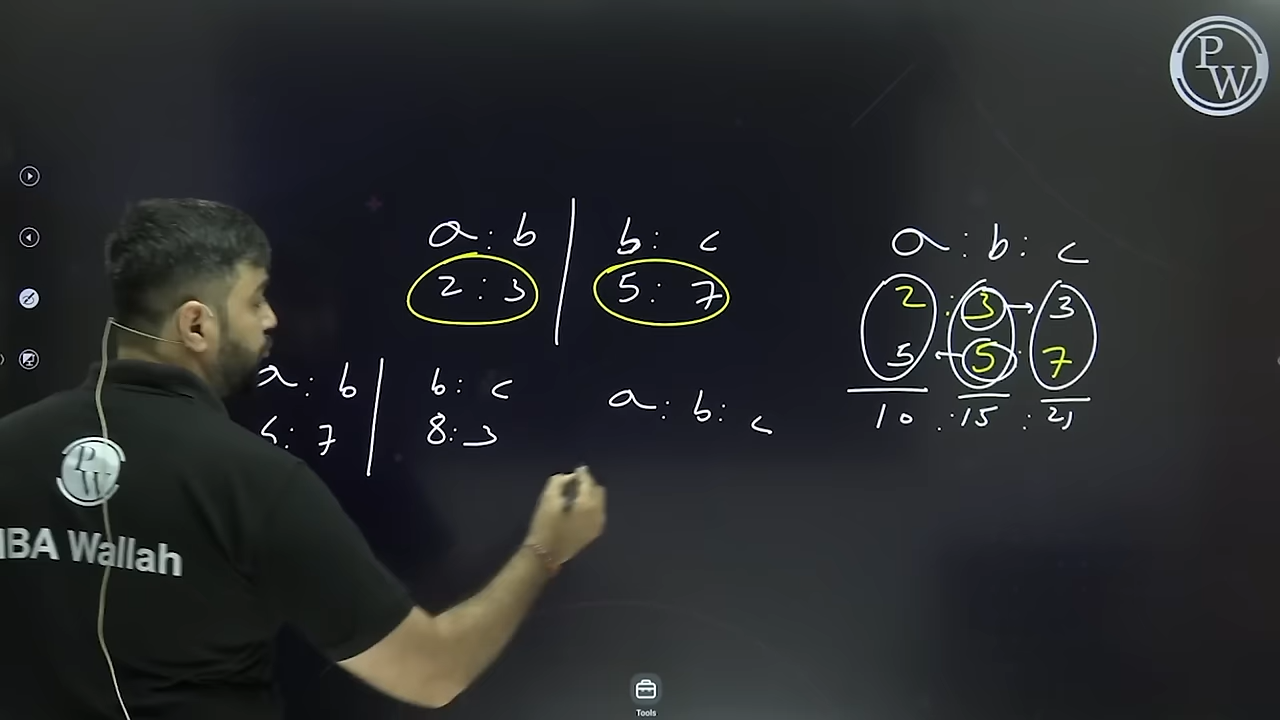 PW
a : b | b : c
2 : 3 | 5 : 7
a : b : c
2 : 3 → 3
5 ← 5 : 7
10 : 15 : 21
a : b | b : c
: 7 | 8 : 3
a : b : c
PW
Wallah
Tools